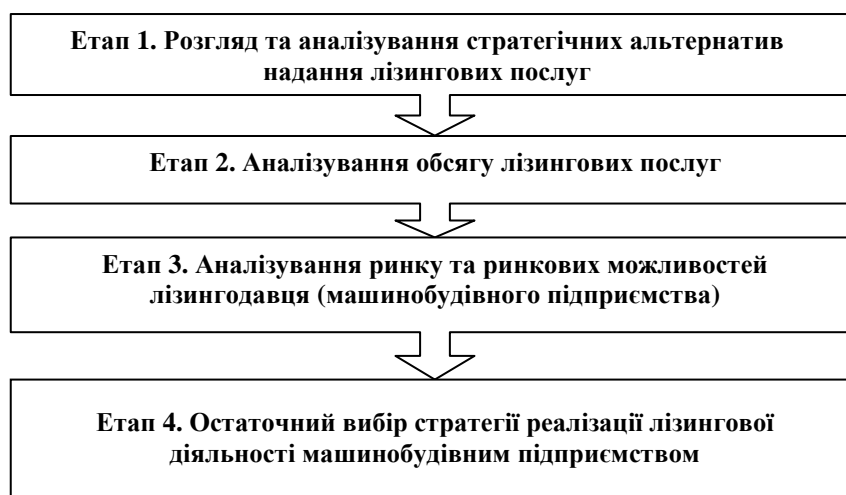 Етап 1. Розгляд та аналізування стратегічних альтернатив
надання лізингових послуг
Етап 2. Аналізування обсягу лізингових послуг
Етап 3. Аналізування ринку та ринкових можливостей
лізингодавця (машинобудівного підприємства)
Етап 4. Остаточний вибір стратегії реалізації лізингової
діяльності машинобудівним підприємством